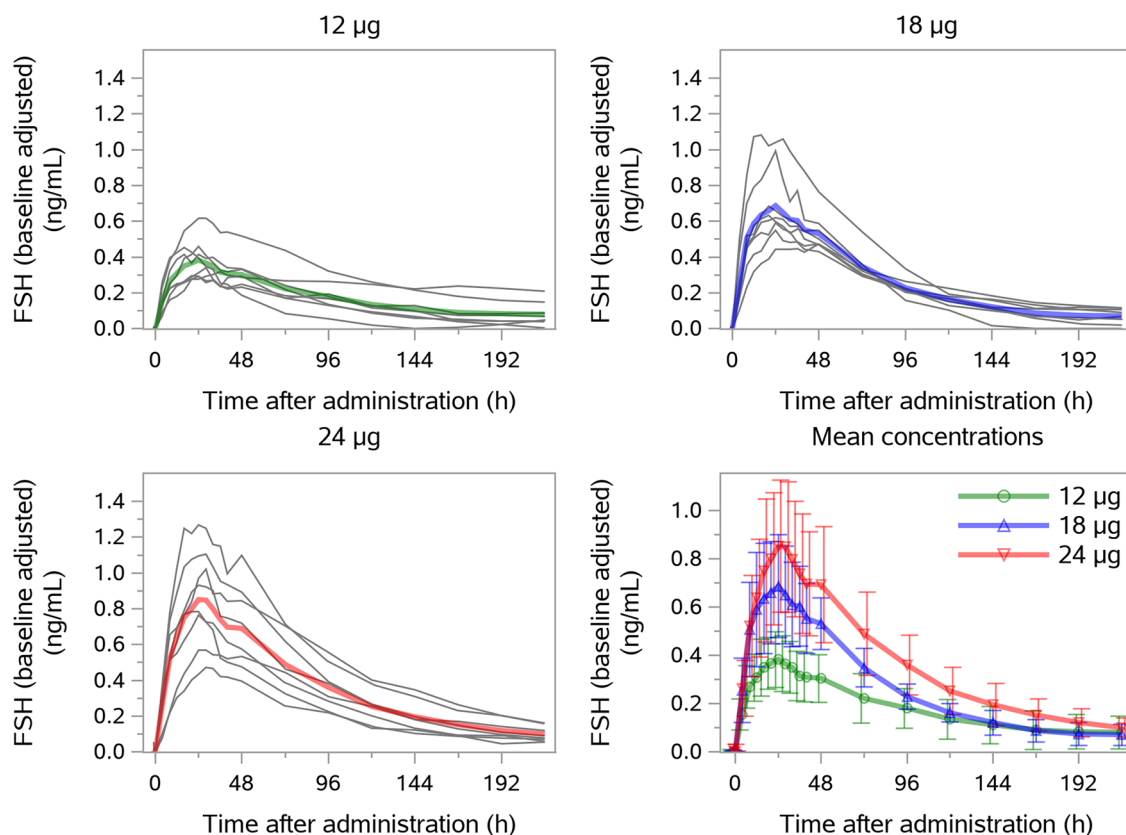 12 µg
FSH (baseline adjusted)
(ng/mL)
1.4
1.2
1.0
0.8
0.6
0.4
0.2
0.0
0 48 96 144 192
Time after administration (h)
18 µg
FSH (baseline adjusted)
(ng/mL)
1.4
1.2
1.0
0.8
0.6
0.4
0.2
0.0
0 48 96 144 192
Time after administration (h)
24 µg
FSH (baseline adjusted)
(ng/mL)
1.4
1.2
1.0
0.8
0.6
0.4
0.2
0.0
0 48 96 144 192
Time after administration (h)
Mean concentrations
FSH (baseline adjusted)
(ng/mL)
1.0
0.8
0.6
0.4
0.2
0.0
12 µg
18 µg
24 µg
0 48 96 144 192
Time after administration (h)